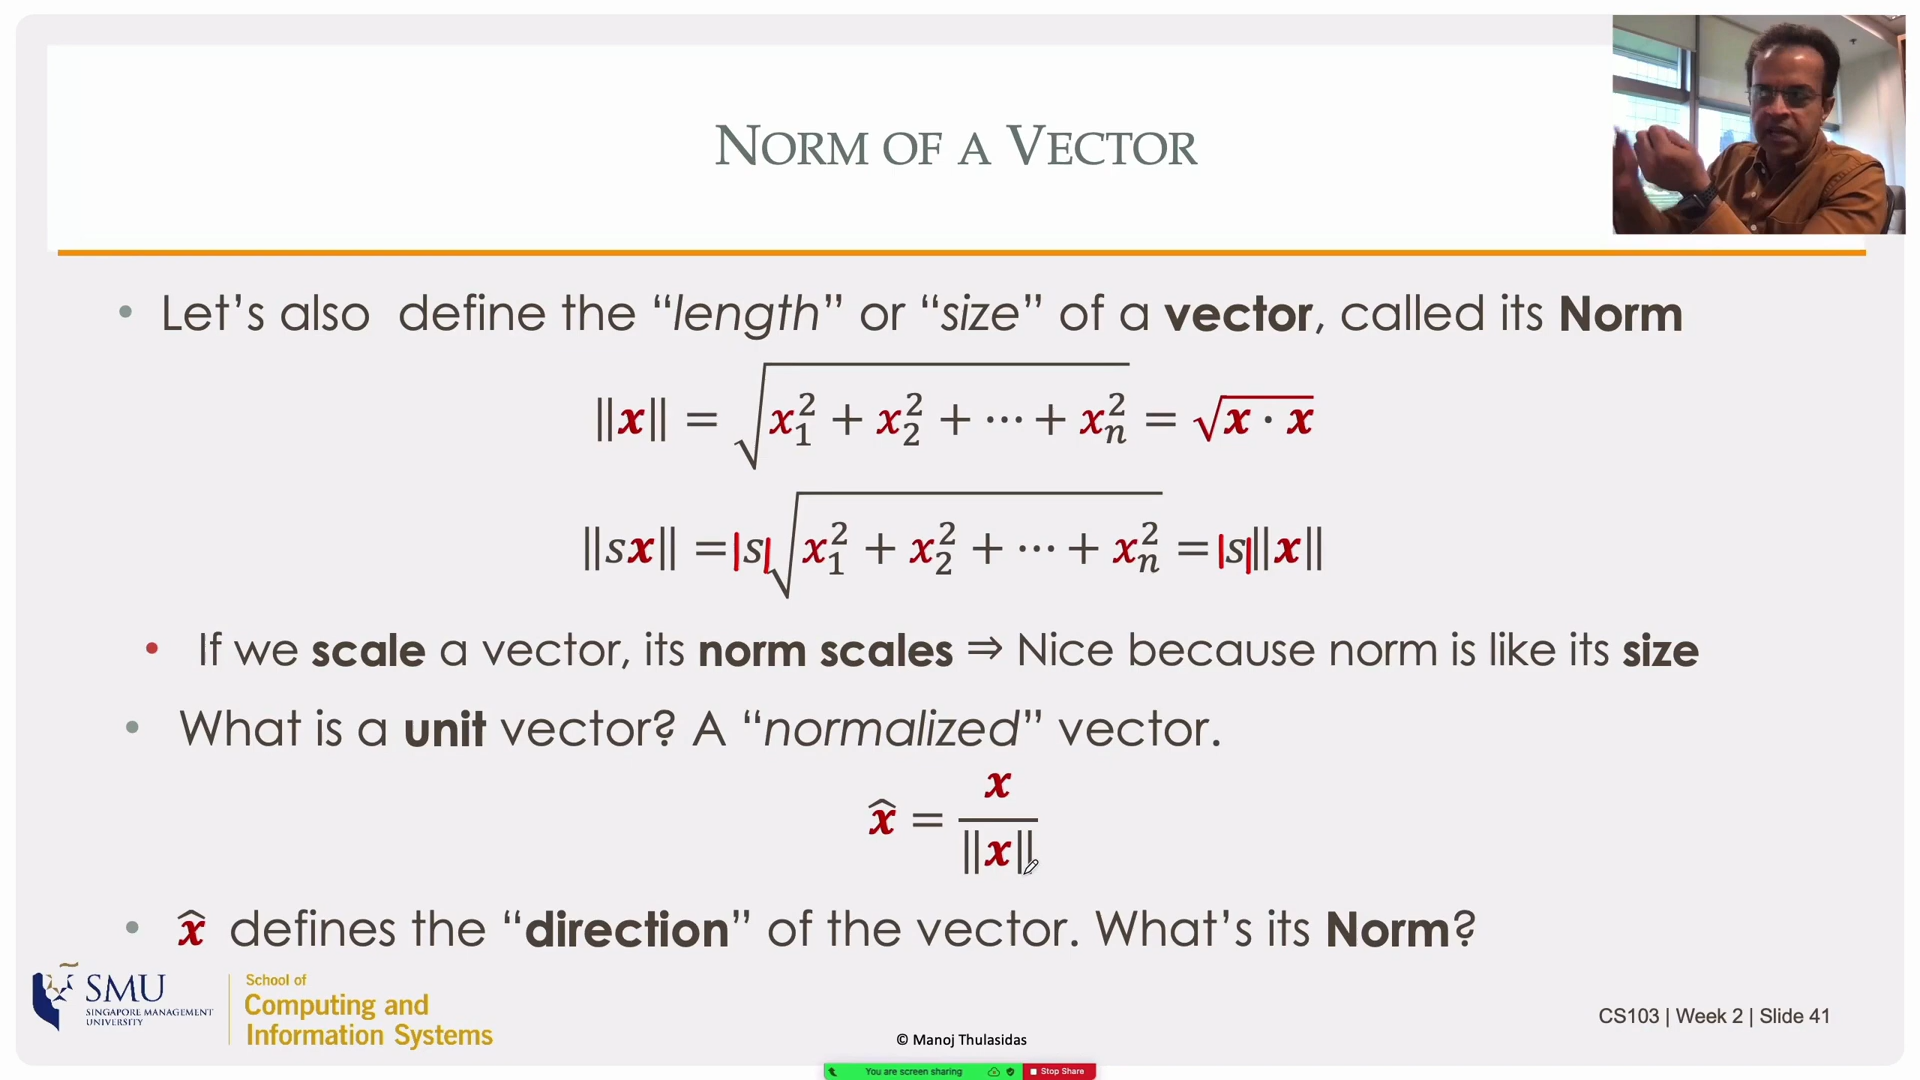 NORM OF A VECTOR
• Let's also define the “length” or “size” of a vector, called its Norm
||x|| = √(x₁² + x₂² + ⋯ + xₙ²) = √(x · x)
||sx|| = |s|√(x₁² + x₂² + ⋯ + xₙ²) = |s|||x||
• If we scale a vector, its norm scales ⇒ Nice because norm is like its size
• What is a unit vector? A “normalized” vector.
x̂ = x / ||x||
• x̂ defines the “direction” of the vector. What's its Norm?
SMU
SINGAPORE MANAGEMENT
UNIVERSITY
School of
Computing and
Information Systems
© Manoj Thulasidas
CS103 | Week 2 | Slide 41
You are screen sharing
Stop Share